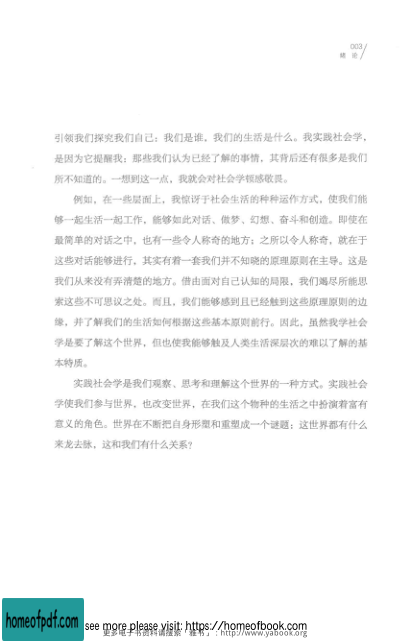 003/
绪 论
引领我们探究我们自己：我们是谁，我们的生活是什么。我实践社会学，
是因为它提醒我：那些我们认为已经了解的事情，其背后还有很多是我们
所不知道的。一想到这一点，我就会对社会学顿感敬畏。
例如，在一些层面上，我惊讶于社会生活的种种运作方式，使我们能
够一起生活一起工作，能够如此对话、做梦、幻想、奋斗和创造。即使在
最简单的对话之中，也有一些令人称奇的地方；之所以令人称奇，就在于
这些对话能够进行，其实有着一套我们并不知晓的原理原则在主导。这是
我们从来没有弄清楚的地方。借由面对自己认知的局限，我们竭尽所能思
索这些不可思议之处。而且，我们能够感到且已经触到这些原理原则的边
缘，并了解我们的生活如何根据这些基本原则前行。因此，虽然我学社会
学是要了解这个世界，但也使我能够触及人类生活深层次的难以了解的基
本特质。
实践社会学是我们观察、思考和理解这个世界的一种方式。实践社会
学使我们参与世界，也改变世界，在我们这个物种的生活之中扮演着富有
意义的角色。世界在不断把自身形塑和重塑成一个谜题：这世界都有什么
来龙去脉，这和我们有什么关系？
homeofpdf.com
see more please visit: https://homeofbook.com
更多电子书资料请搜索「雅书」：http://www.yabook.org